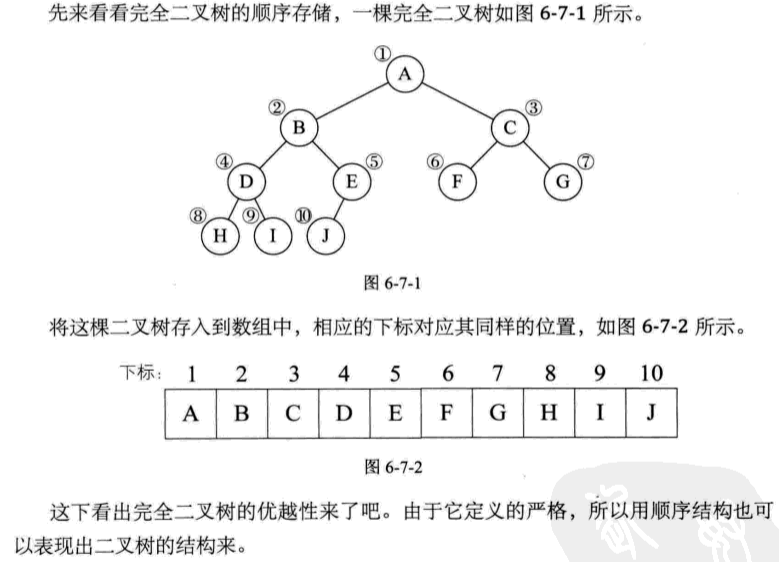 先来看看完全二叉树的顺序存储，一棵完全二叉树如图 6-7-1 所示。
①
A
② ③
B C
④ ⑤ ⑥ ⑦
D E F G
⑧ ⑨ ⑩
H I J
图 6-7-1
将这棵二叉树存入到数组中，相应的下标对应其同样的位置，如图 6-7-2 所示。
下标： 1 2 3 4 5 6 7 8 9 10
A B C D E F G H I J
图 6-7-2
这下看出完全二叉树的优越性来了吧。由于它定义的严格，所以用顺序结构也可
以表现出二叉树的结构来。